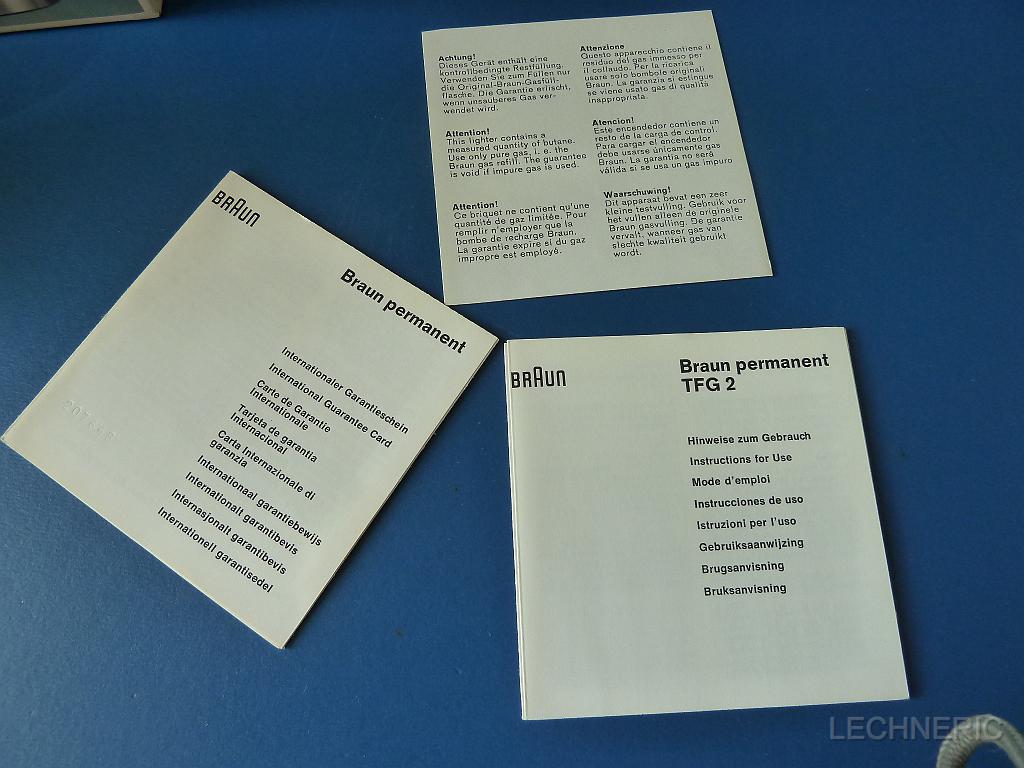 Achtung!
Dieses Gerät enthält eine
kontrollbedingte Restfüllung.
Verwenden Sie zum Füllen nur
die Original-Braun-Gasfüll-
flasche. Die Garantie erlischt,
wenn unsauberes Gas ver-
wendet wird.
Attention!
This lighter contains a
measured quantity of butane.
Use only pure gas, i. e. the
Braun gas refill. The guarantee
is void if impure gas is used.
Attention!
Ce briquet ne contient qu'une
quantité de gaz limitée. Pour
remplir n'employer que la
bombe de recharge Braun.
La garantie expire si du gaz
impropre est employé.
Attenzione
Questo apparecchio contiene il
residuo del gas immesso per
il collaudo. Per la ricarica
usare solo bombole originali
Braun. La garanzia si estingue
se viene usato gas di qualità
inappropriata.
Atencion!
Este encendedor contiene un
resto de la carga de control.
Para cargar el encendedor
debe usarse únicamente gas
Braun. La garantía no será
válida si se usa un gas impuro
Waarschuwing!
Dit apparaat bevat een zeer
kleine testvulling. Gebruik voor
het vullen alleen de originele
Braun gasvulling. De garantie
vervalt, wanneer gas van
slechte kwaliteit gebruikt
wordt.
BRAUN
Braun permanent
Internationaler Garantieschein
International Guarantee Card
Carte de Garantie
Internationale
Tarjeta de garantia
Internacional
Carta Internazionale di
garanzia
Internationaal garantiebewijs
Internationalt garantibevis
Internasjonalt garantibevis
Internationell garantisedel
BRAUN
Braun permanent
TFG 2
Hinweise zum Gebrauch
Instructions for Use
Mode d'emploi
Instrucciones de uso
Istruzioni per l'uso
Gebruiksaanwijzing
Brugsanvisning
Bruksanvisning
LECHNERIC